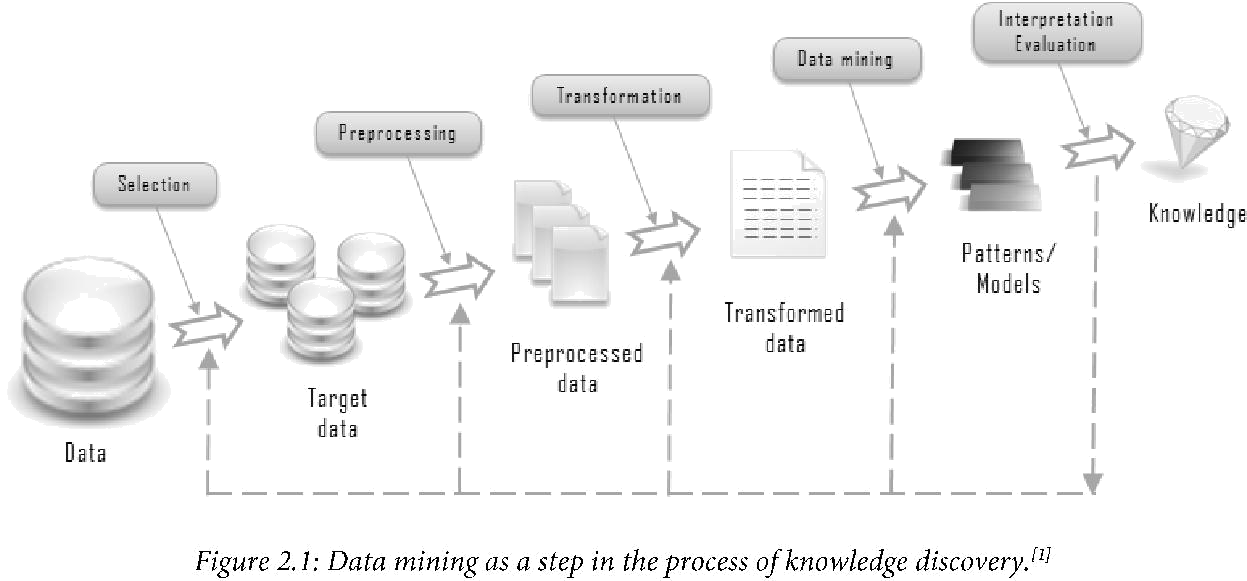 Interpretation
Evaluation
Data mining
Transformation
Preprocessing
Selection
Knowledge
Patterns/
Models
Transformed
data
Preprocessed
data
Target
data
Data
Figure 2.1: Data mining as a step in the process of knowledge discovery.[1]